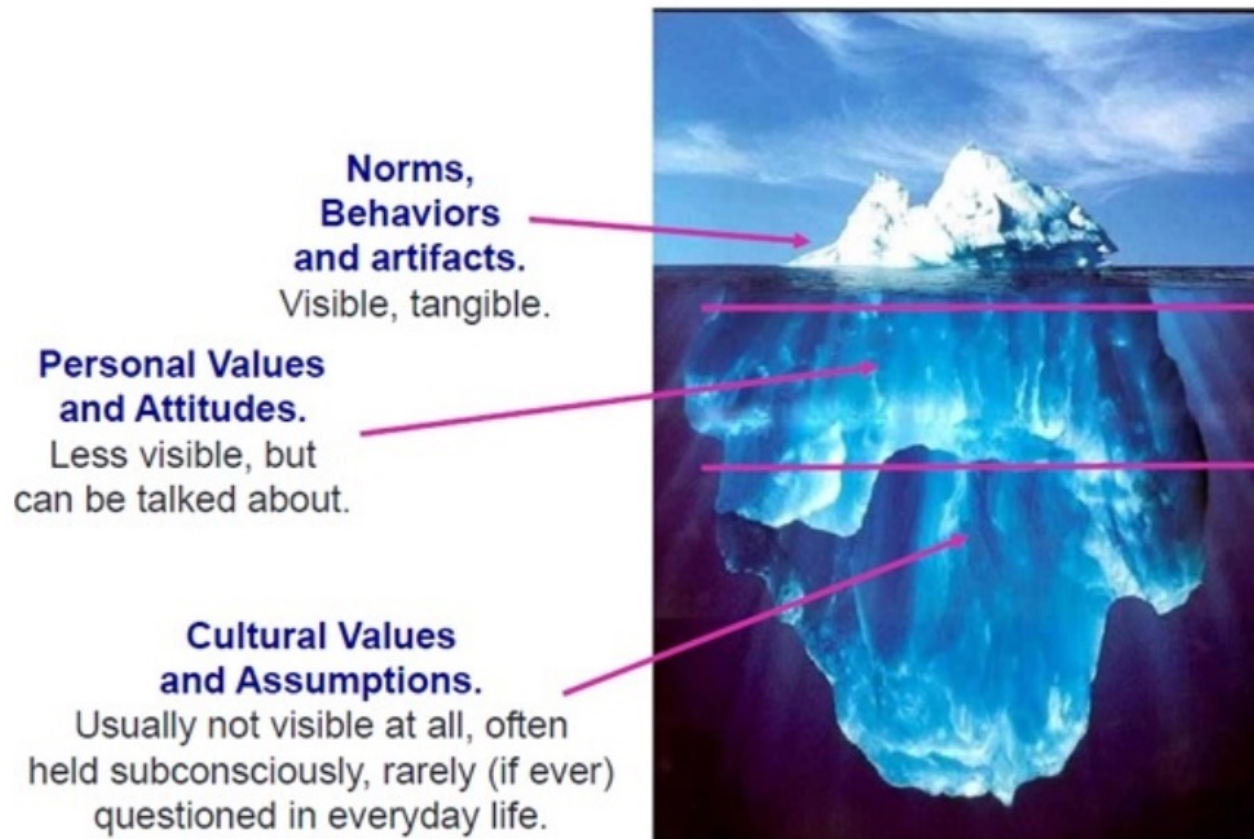 Norms,
Behaviors
and artifacts.
Visible, tangible.
Personal Values
and Attitudes.
Less visible, but
can be talked about.
Cultural Values
and Assumptions.
Usually not visible at all, often
held subconsciously, rarely (if ever)
questioned in everyday life.